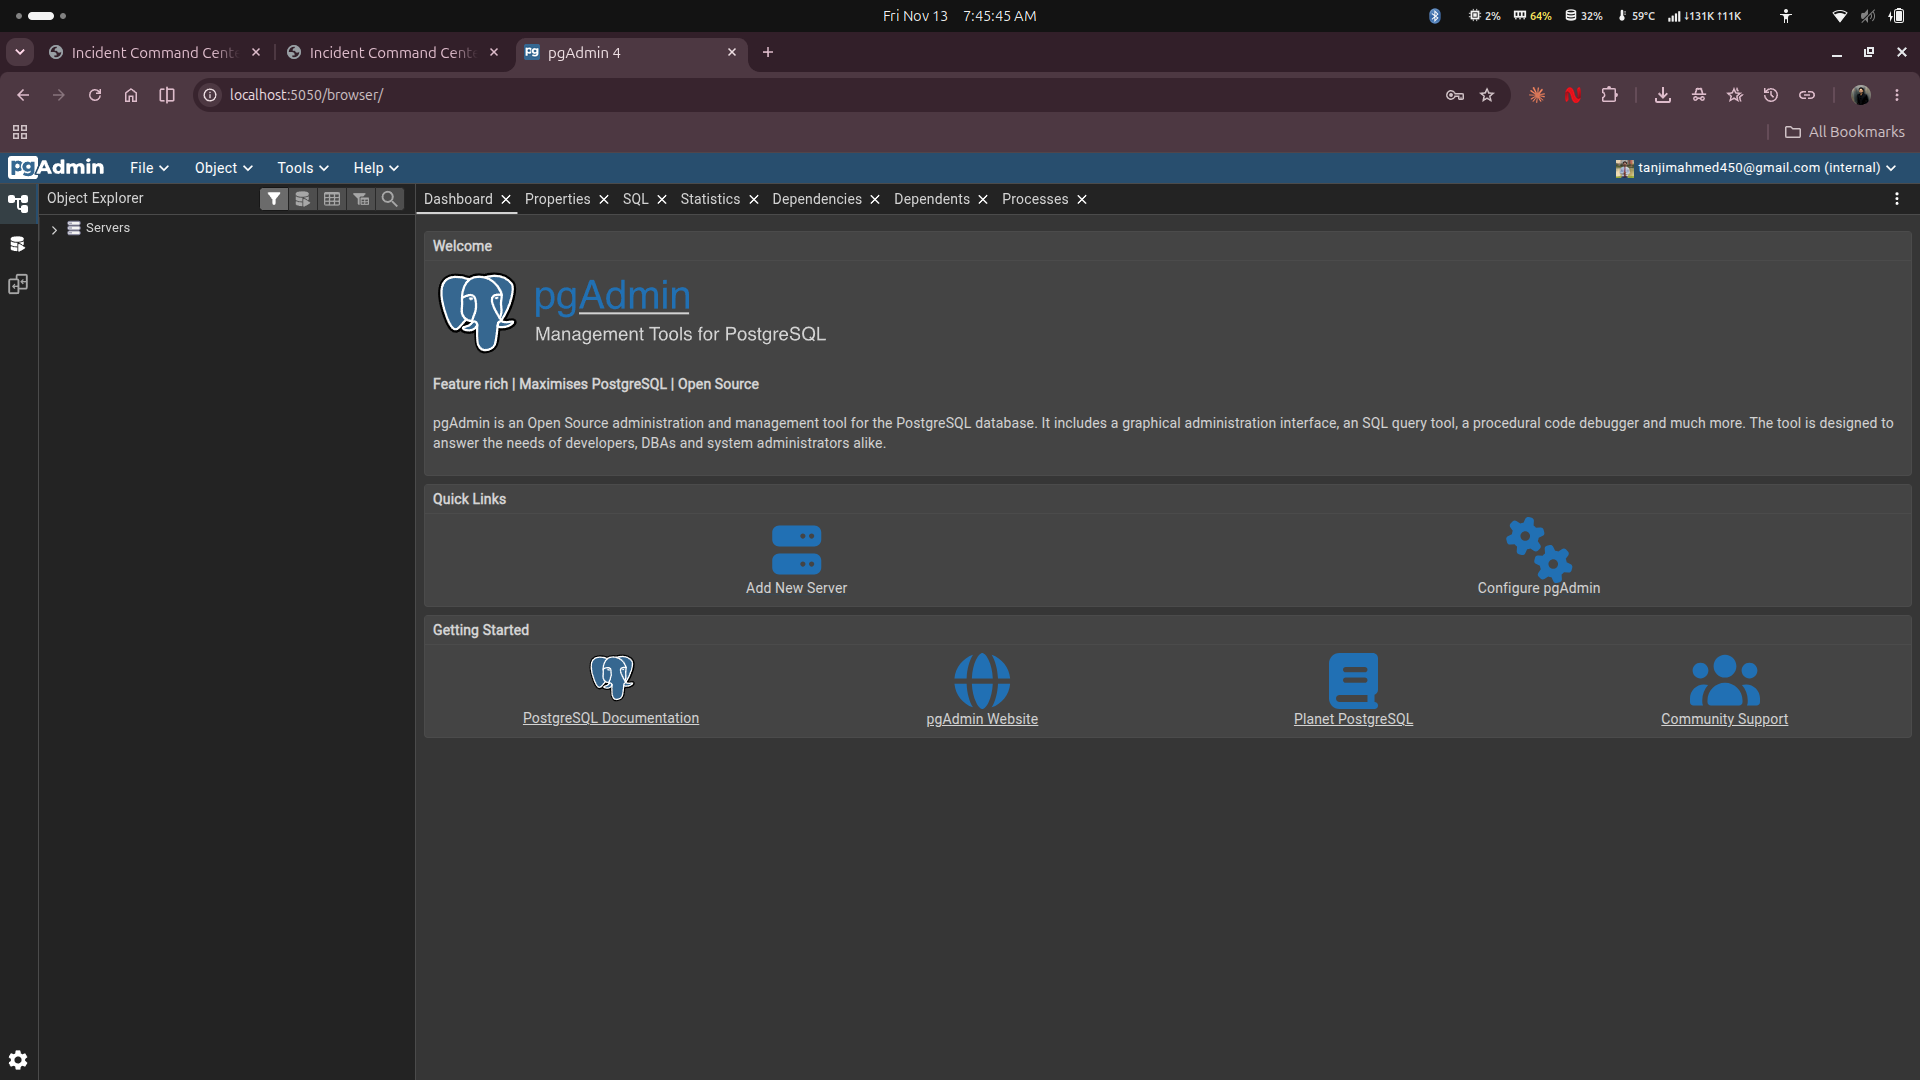 Fri Nov 13 7:45:45 AM
2% 64% 32% 59°C ↓131K ↑11K
Incident Command Cent
Incident Command Cent
pgAdmin 4
localhost:5050/browser/
All Bookmarks
pgAdmin File Object Tools Help tanjimahmed450@gmail.com (internal)
Object Explorer
Dashboard Properties SQL Statistics Dependencies Dependents Processes
Servers
Welcome
pgAdmin
Management Tools for PostgreSQL
Feature rich | Maximises PostgreSQL | Open Source
pgAdmin is an Open Source administration and management tool for the PostgreSQL database. It includes a graphical administration interface, an SQL query tool, a procedural code debugger and much more. The tool is designed to
answer the needs of developers, DBAs and system administrators alike.
Quick Links
Add New Server
Configure pgAdmin
Getting Started
PostgreSQL Documentation
pgAdmin Website
Planet PostgreSQL
Community Support